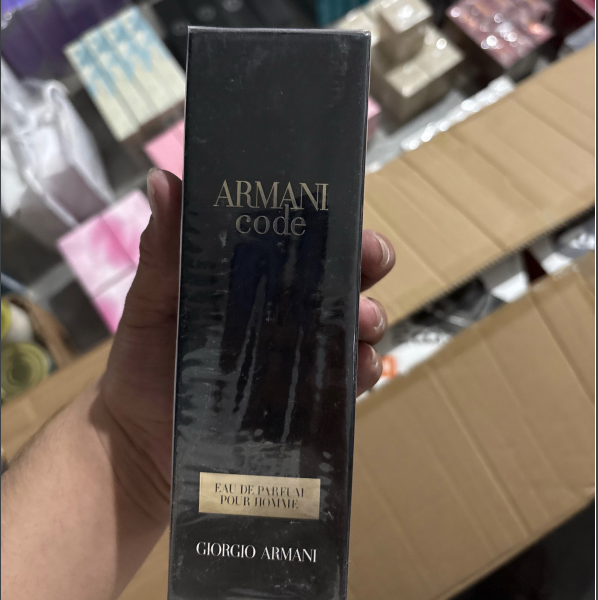 ARMANI
code
EAU DE PARFUM
POUR HOMME
GIORGIO ARMANI